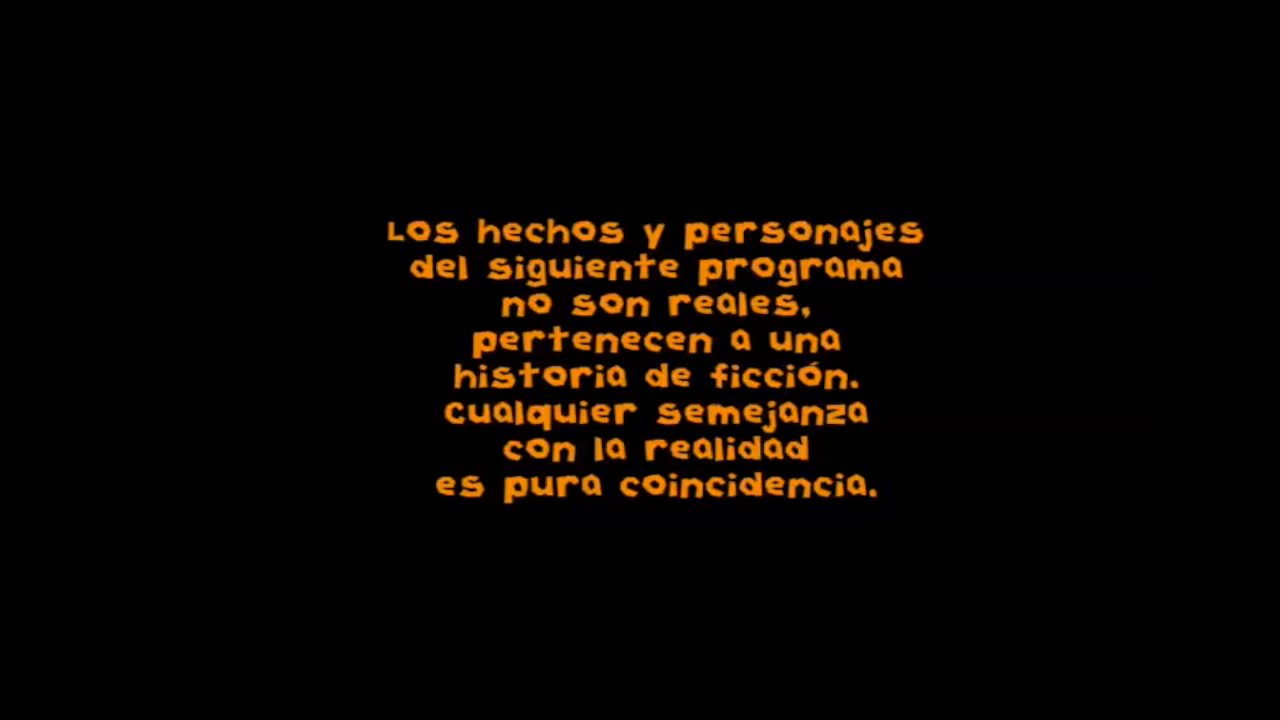 Los hechos y personajes
del siguiente programa
no son reales,
pertenecen a una
historia de ficción.
cualquier semejanza
con la realidad
es pura coincidencia.